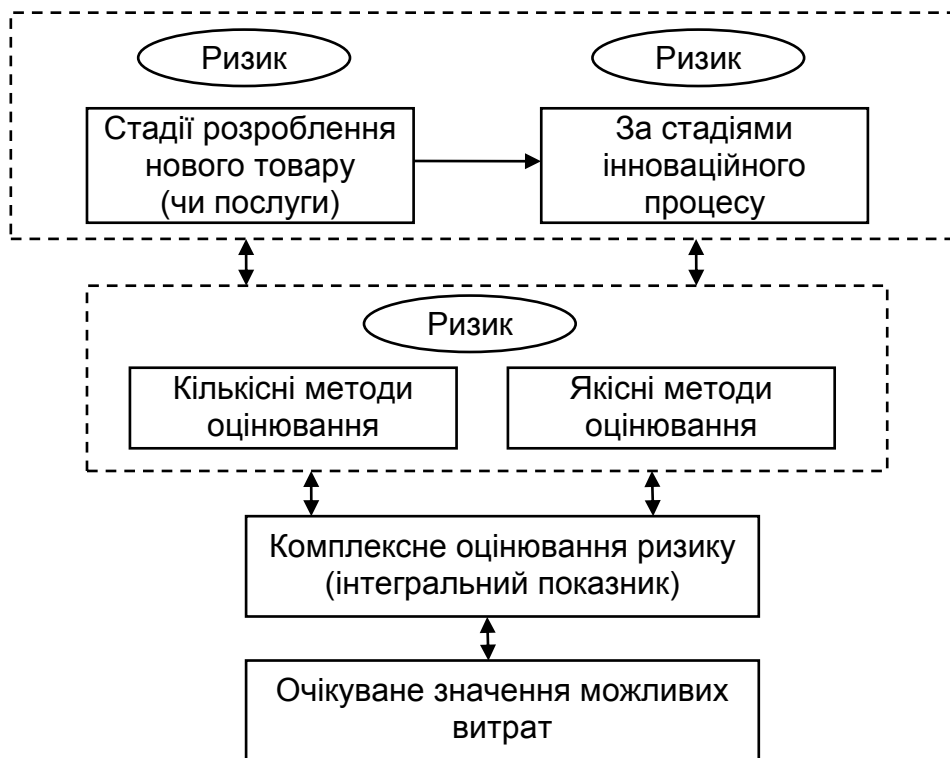 Ризик
Ризик
Стадії розроблення
нового товару
(чи послуги)
За стадіями
інноваційного
процесу
Ризик
Кількісні методи
оцінювання
Якісні методи
оцінювання
Комплексне оцінювання ризику
(інтегральний показник)
Очікуване значення можливих
витрат